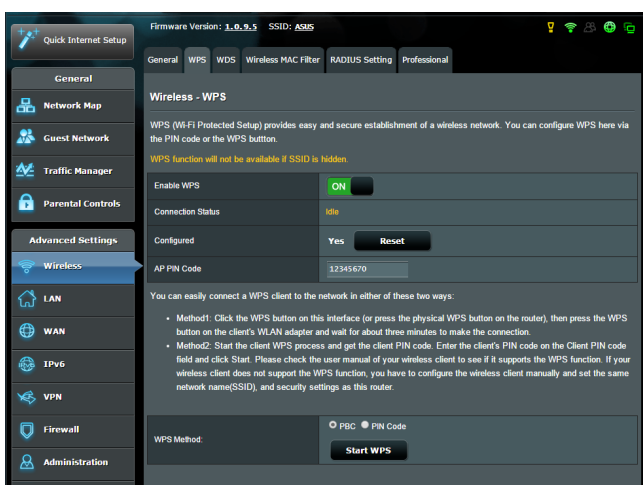 Quick Internet Setup
Firmware Version: 1.0.9.5 SSID: ASUS
General WPS WDS Wireless MAC Filter RADIUS Setting Professional
General
Network Map
Guest Network
Traffic Manager
Parental Controls
Advanced Settings
Wireless
LAN
WAN
IPv6
VPN
Firewall
Administration
Wireless - WPS
WPS (Wi-Fi Protected Setup) provides easy and secure establishment of a wireless network. You can configure WPS here via
the PIN code or the WPS buttton.
WPS function will not be available if SSID is hidden.
Enable WPS ON
Connection Status Idle
Configured Yes Reset
AP PIN Code 12345670
You can easily connect a WPS client to the network in either of these two ways:
• Method1: Click the WPS button on this interface (or press the physical WPS button on the router), then press the WPS
button on the client's WLAN adapter and wait for about three minutes to make the connection.
• Method2: Start the client WPS process and get the client PIN code. Enter the client's PIN code on the Client PIN code
field and click Start. Please check the user manual of your wireless client to see if it supports the WPS function. If your
wireless client does not support the WPS function, you have to configure the wireless client manually and set the same
network name(SSID), and security settings as this router.
WPS Method: PBC PIN Code
Start WPS